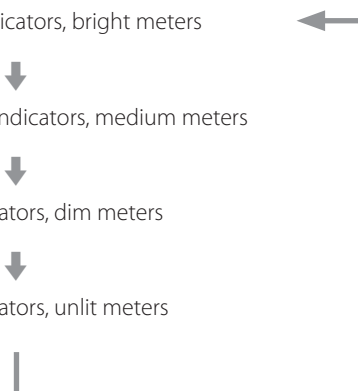 icators, bright meters
ndicators, medium meters
ators, dim meters
ators, unlit meters